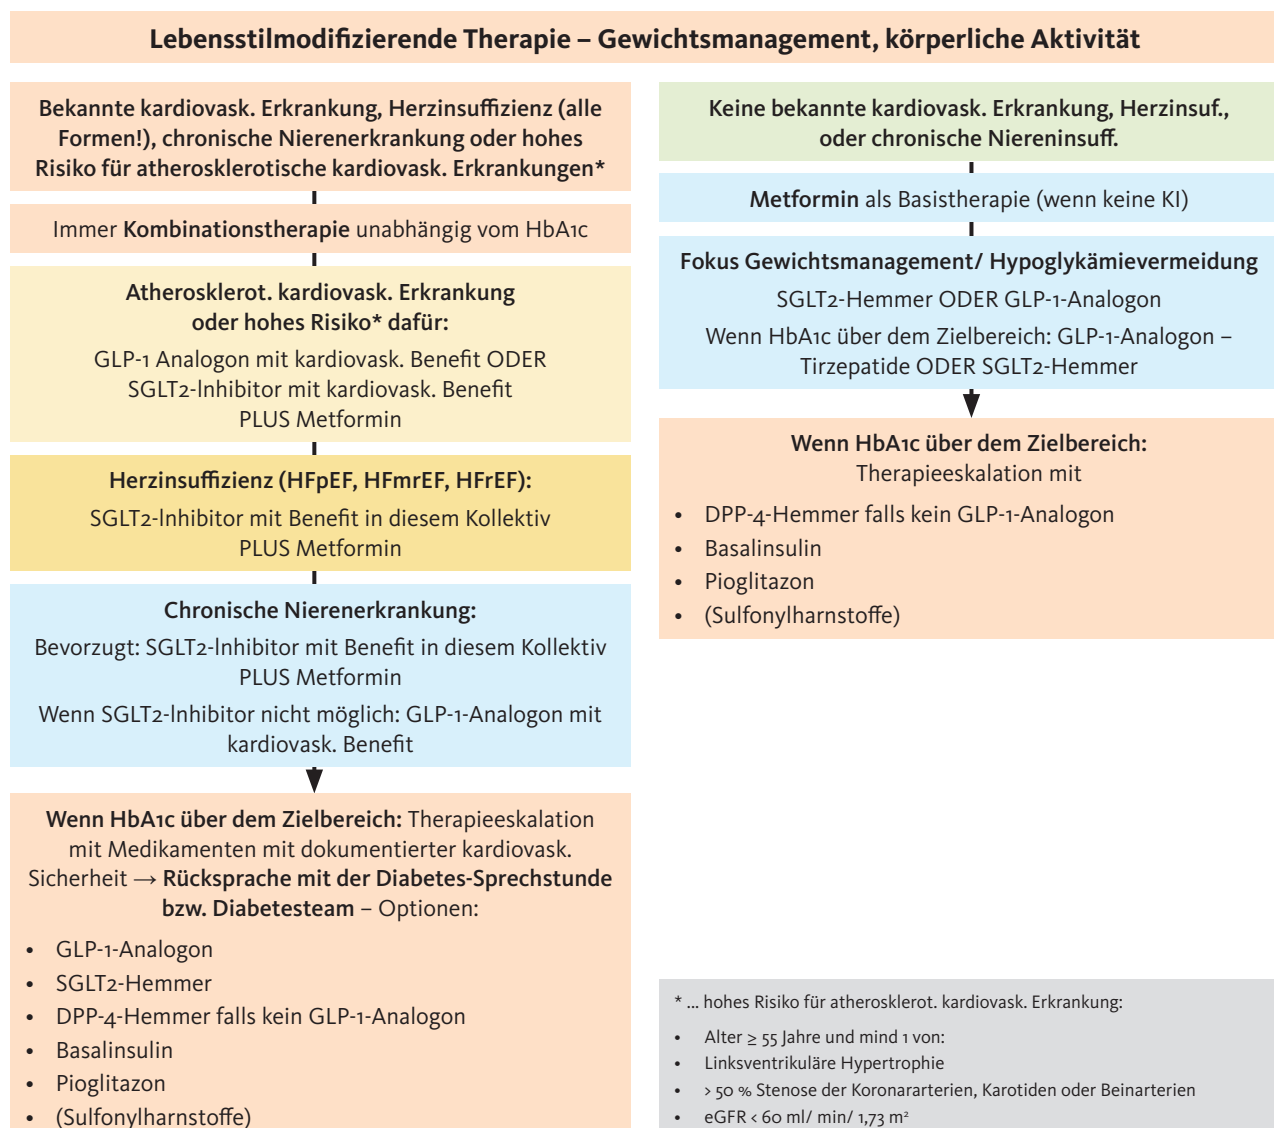 Lebensstilmodifizierende Therapie – Gewichtsmanagement, körperliche Aktivität
Bekannte kardiovask. Erkrankung, Herzinsuffizienz (alle
Formen!), chronische Nierenerkrankung oder hohes
Risiko für atherosklerotische kardiovask. Erkrankungen*
Immer Kombinationstherapie unabhängig vom HbA1c
Atherosklerot. kardiovask. Erkrankung
oder hohes Risiko* dafür:
GLP-1 Analogon mit kardiovask. Benefit ODER
SGLT2-Inhibitor mit kardiovask. Benefit
PLUS Metformin
Herzinsuffizienz (HFpEF, HFmrEF, HFrEF):
SGLT2-Inhibitor mit Benefit in diesem Kollektiv
PLUS Metformin
Chronische Nierenerkrankung:
Bevorzugt: SGLT2-Inhibitor mit Benefit in diesem Kollektiv
PLUS Metformin
Wenn SGLT2-Inhibitor nicht möglich: GLP-1-Analogon mit
kardiovask. Benefit
Wenn HbA1c über dem Zielbereich: Therapieeskalation
mit Medikamenten mit dokumentierter kardiovask.
Sicherheit → Rücksprache mit der Diabetes-Sprechstunde
bzw. Diabetesteam – Optionen:
• GLP-1-Analogon
• SGLT2-Hemmer
• DPP-4-Hemmer falls kein GLP-1-Analogon
• Basalinsulin
• Pioglitazon
• (Sulfonylharnstoffe)
Keine bekannte kardiovask. Erkrankung, Herzinsuf.,
oder chronische Niereninsuff.
Metformin als Basistherapie (wenn keine KI)
Fokus Gewichtsmanagement/ Hypoglykämievermeidung
SGLT2-Hemmer ODER GLP-1-Analogon
Wenn HbA1c über dem Zielbereich: GLP-1-Analogon –
Tirzepatide ODER SGLT2-Hemmer
Wenn HbA1c über dem Zielbereich:
Therapieeskalation mit
• DPP-4-Hemmer falls kein GLP-1-Analogon
• Basalinsulin
• Pioglitazon
• (Sulfonylharnstoffe)
* ... hohes Risiko für atherosklerot. kardiovask. Erkrankung:
• Alter ≥ 55 Jahre und mind 1 von:
• Linksventrikuläre Hypertrophie
• > 50 % Stenose der Koronararterien, Karotiden oder Beinarterien
• eGFR < 60 ml/ min/ 1,73 m²